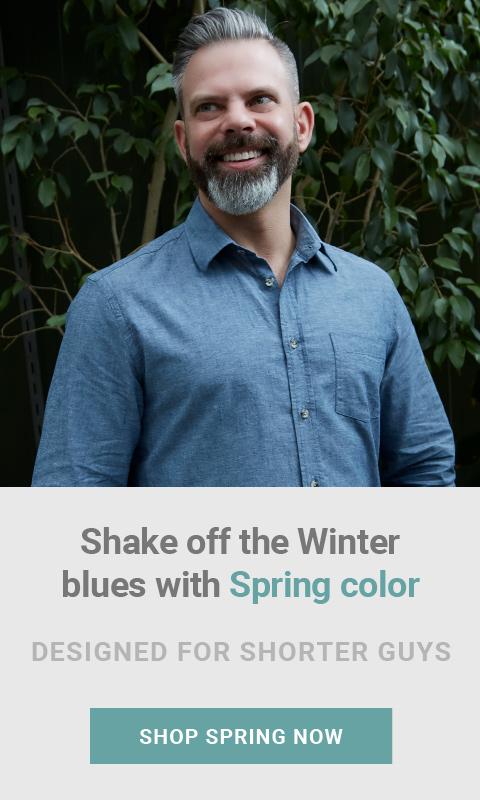 Shake off the Winter
blues with Spring color
DESIGNED FOR SHORTER GUYS
SHOP SPRING NOW